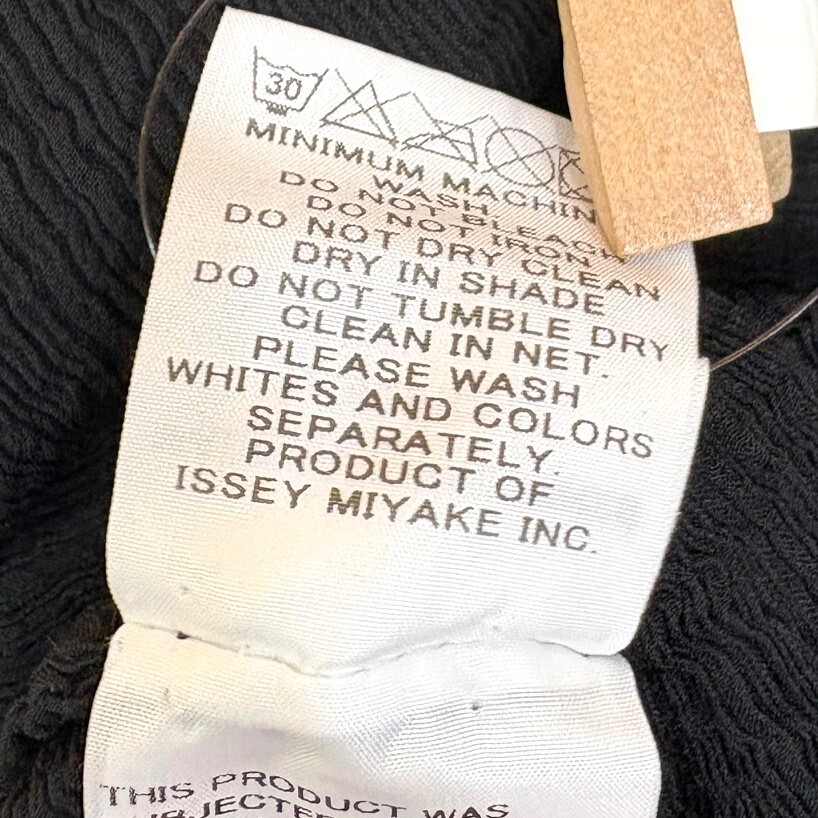 30
MINIMUM MACHIN
WASH.
DO NOT BLEACH
DO NOT IRON
DO NOT DRY CLEAN
DRY IN SHADE
DO NOT TUMBLE DRY
CLEAN IN NET.
PLEASE WASH
WHITES AND COLORS
SEPARATELY.
PRODUCT OF
ISSEY MIYAKE INC.
THIS PRODUCT WAS